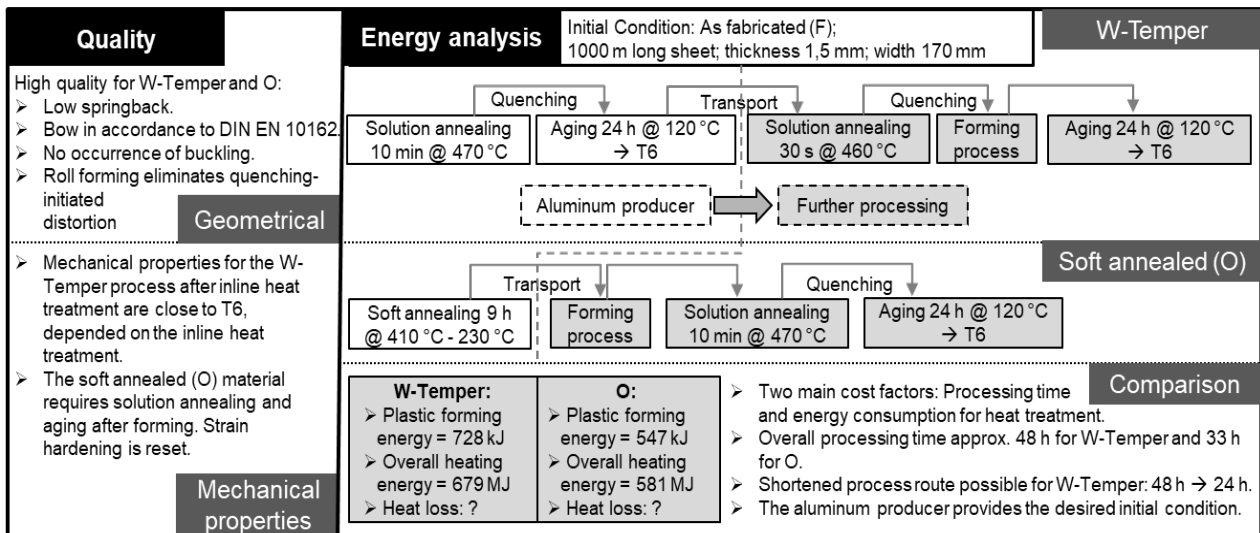 Quality
High quality for W-Temper and O:
➢ Low springback.
➢ Bow in accordance to DIN EN 10162.
➢ No occurrence of buckling.
➢ Roll forming eliminates quenching-
initiated
distortion
Geometrical
➢ Mechanical properties for the W-
Temper process after inline heat
treatment are close to T6,
depended on the inline heat
treatment.
➢ The soft annealed (O) material
requires solution annealing and
aging after forming. Strain
hardening is reset.
Mechanical
properties
Energy analysis
Initial Condition: As fabricated (F);
1000 m long sheet; thickness 1,5 mm; width 170 mm
W-Temper
Quenching
Transport
Quenching
Solution annealing
10 min @ 470 °C
Aging 24 h @ 120 °C
→ T6
Solution annealing
30 s @ 460 °C
Forming
process
Aging 24 h @ 120 °C
→ T6
Aluminum producer
Further processing
Soft annealed (O)
Transport
Quenching
Soft annealing 9 h
@ 410 °C - 230 °C
Forming
process
Solution annealing
10 min @ 470 °C
Aging 24 h @ 120 °C
→ T6
Comparison
W-Temper:
➢ Plastic forming
energy = 728 kJ
➢ Overall heating
energy = 679 MJ
➢ Heat loss: ?
O:
➢ Plastic forming
energy = 547 kJ
➢ Overall heating
energy = 581 MJ
➢ Heat loss: ?
➢ Two main cost factors: Processing time
and energy consumption for heat treatment.
➢ Overall processing time approx. 48 h for W-Temper and 33 h
for O.
➢ Shortened process route possible for W-Temper: 48 h → 24 h.
➢ The aluminum producer provides the desired initial condition.